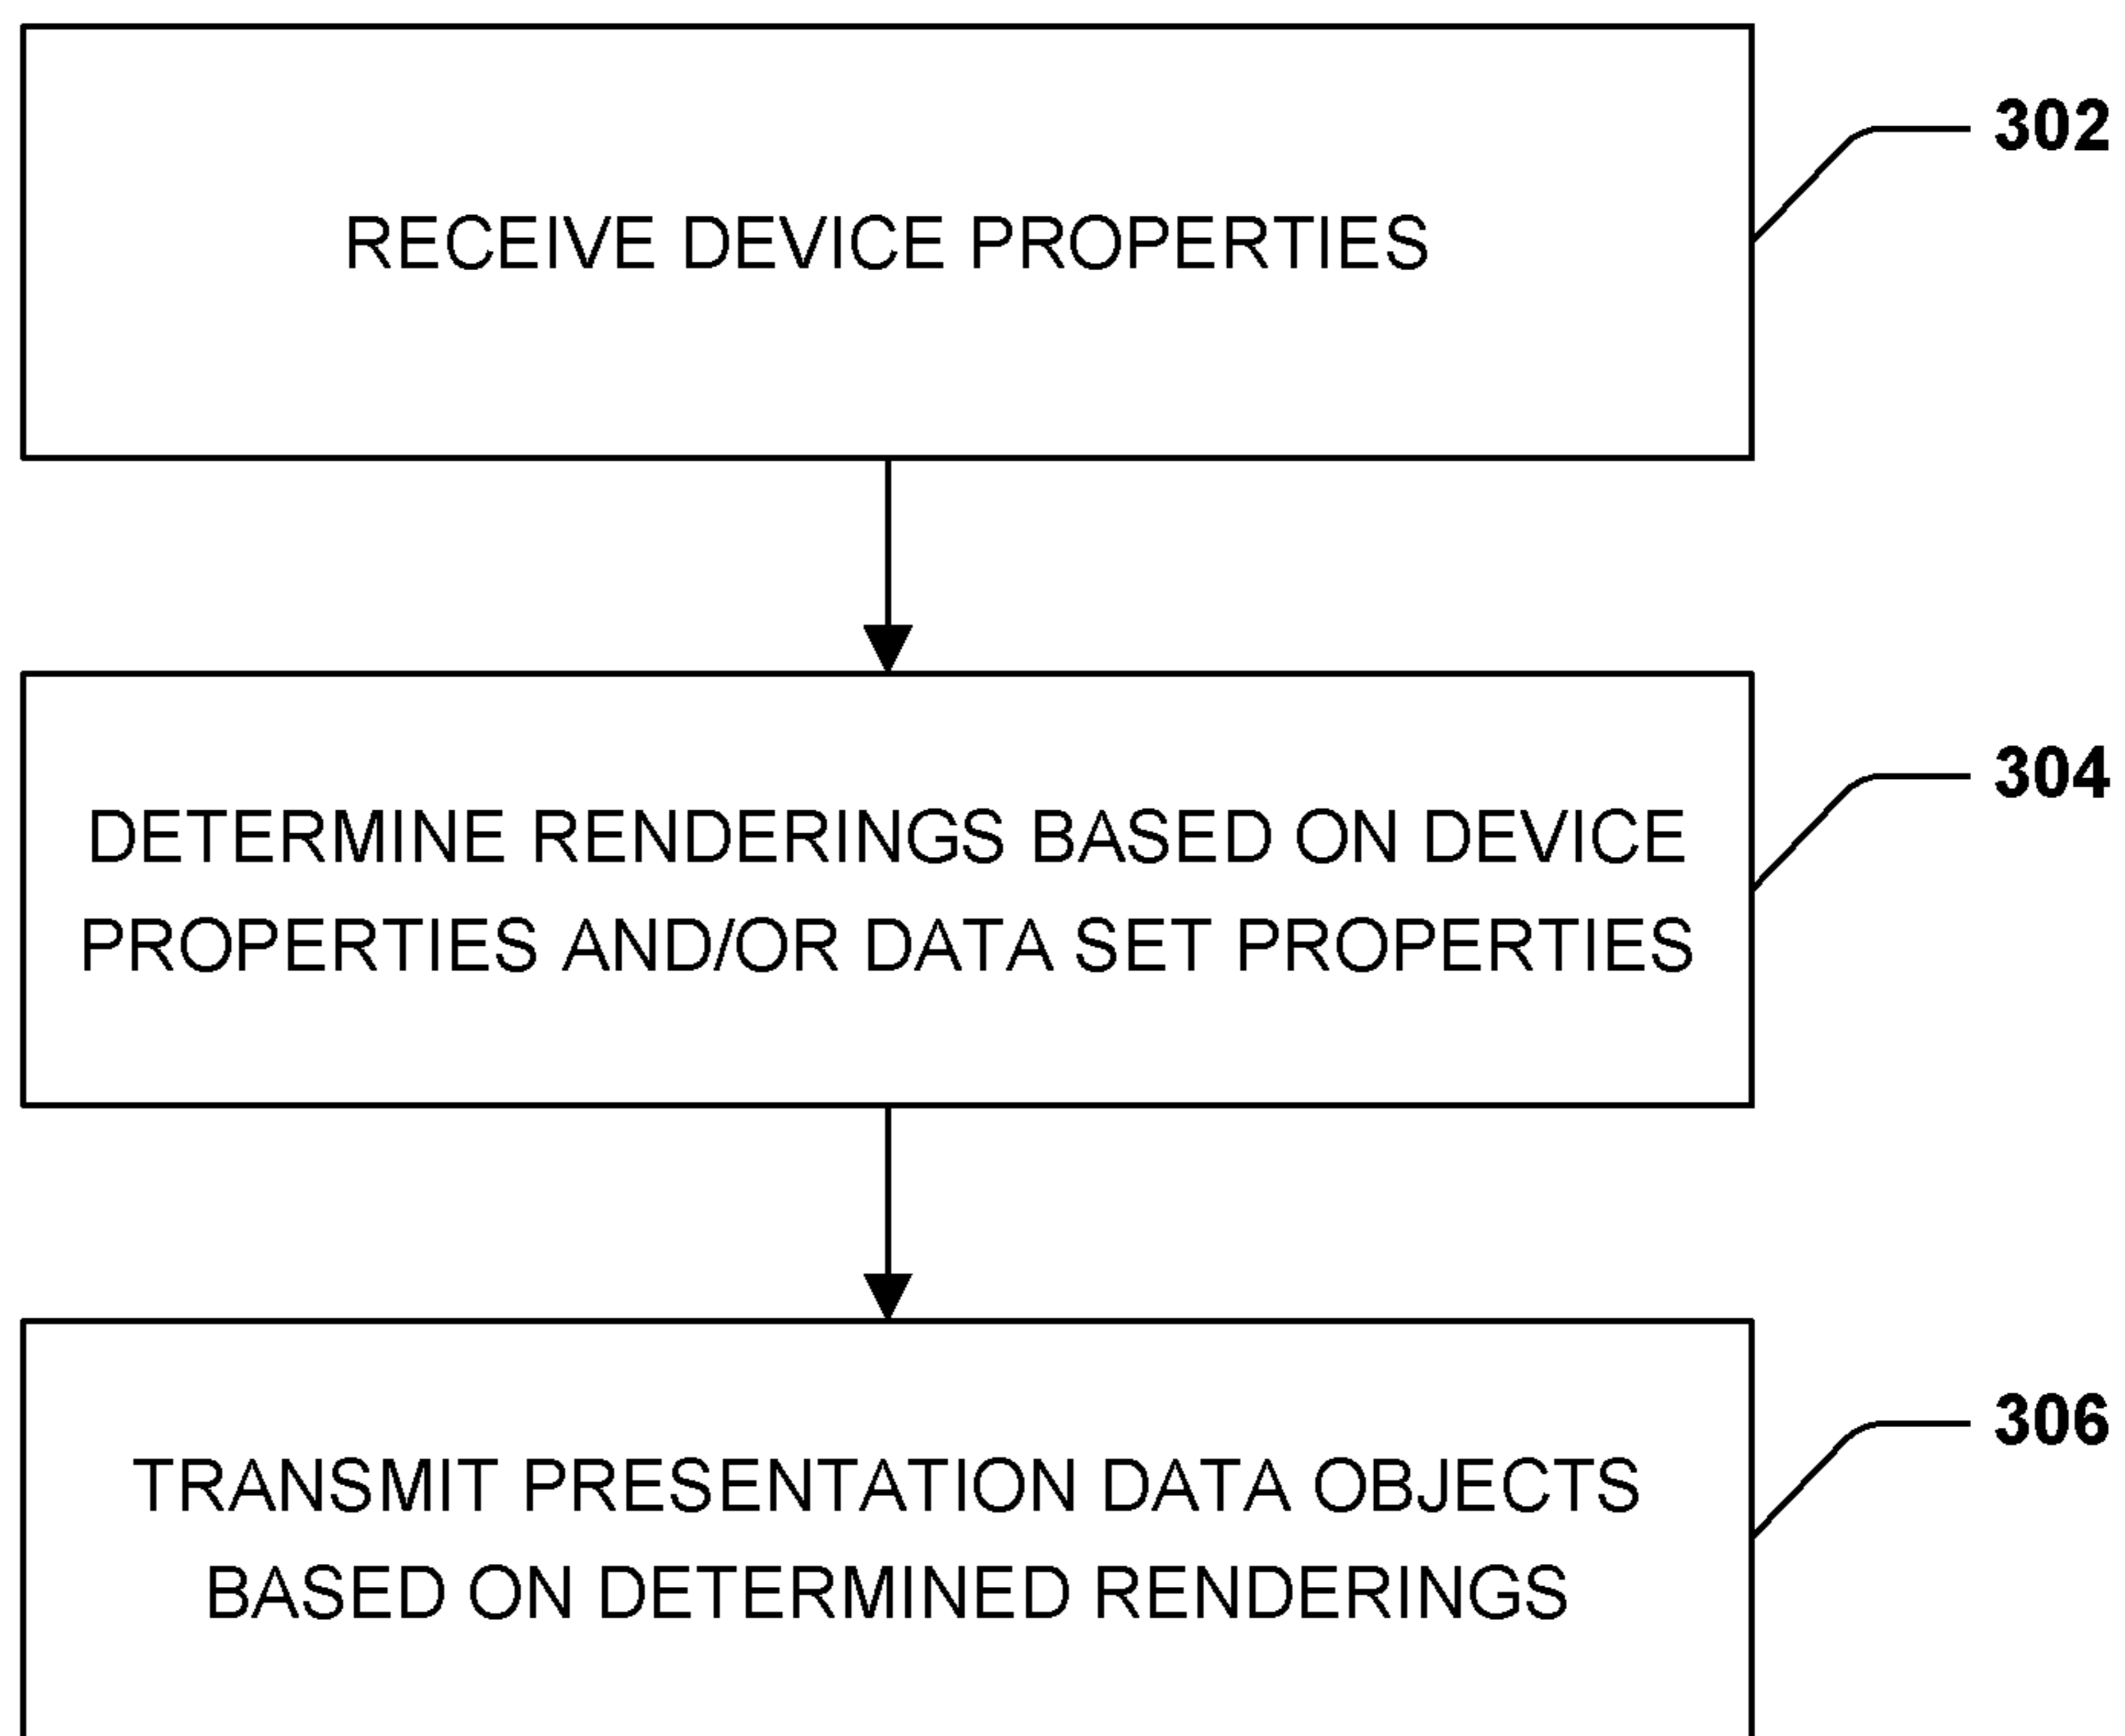 302
RECEIVE DEVICE PROPERTIES
304
DETERMINE RENDERINGS BASED ON DEVICE
PROPERTIES AND/OR DATA SET PROPERTIES
306
TRANSMIT PRESENTATION DATA OBJECTS
BASED ON DETERMINED RENDERINGS